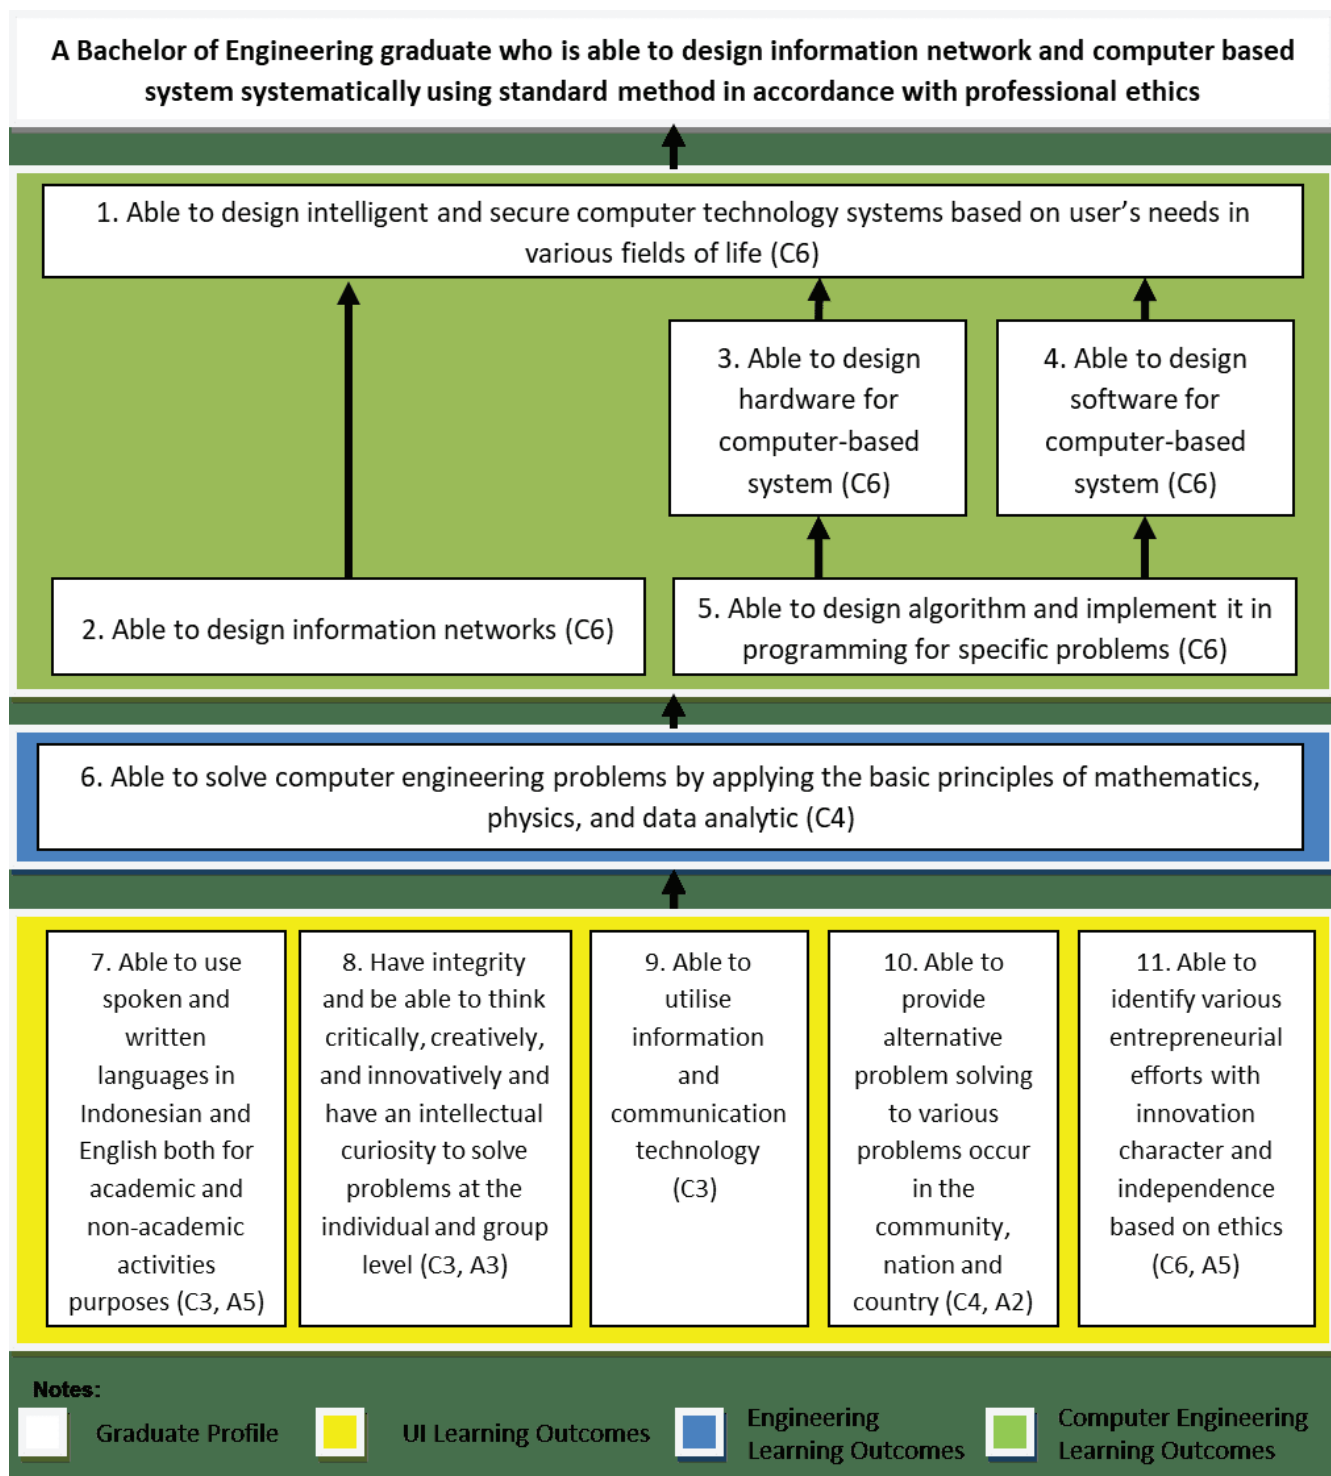 A Bachelor of Engineering graduate who is able to design information network and computer based
system systematically using standard method in accordance with professional ethics
1. Able to design intelligent and secure computer technology systems based on user’s needs in
various fields of life (C6)
3. Able to design
hardware for
computer-based
system (C6)
4. Able to design
software for
computer-based
system (C6)
2. Able to design information networks (C6)
5. Able to design algorithm and implement it in
programming for specific problems (C6)
6. Able to solve computer engineering problems by applying the basic principles of mathematics,
physics, and data analytic (C4)
7. Able to use
spoken and
written
languages in
Indonesian and
English both for
academic and
non-academic
activities
purposes (C3, A5)
8. Have integrity
and be able to think
critically, creatively,
and innovatively and
have an intellectual
curiosity to solve
problems at the
individual and group
level (C3, A3)
9. Able to
utilise
information
and
communication
technology
(C3)
10. Able to
provide
alternative
problem solving
to various
problems occur
in the
community,
nation and
country (C4, A2)
11. Able to
identify various
entrepreneurial
efforts with
innovation
character and
independence
based on ethics
(C6, A5)
Notes:
Graduate Profile
UI Learning Outcomes
Engineering
Learning Outcomes
Computer Engineering
Learning Outcomes